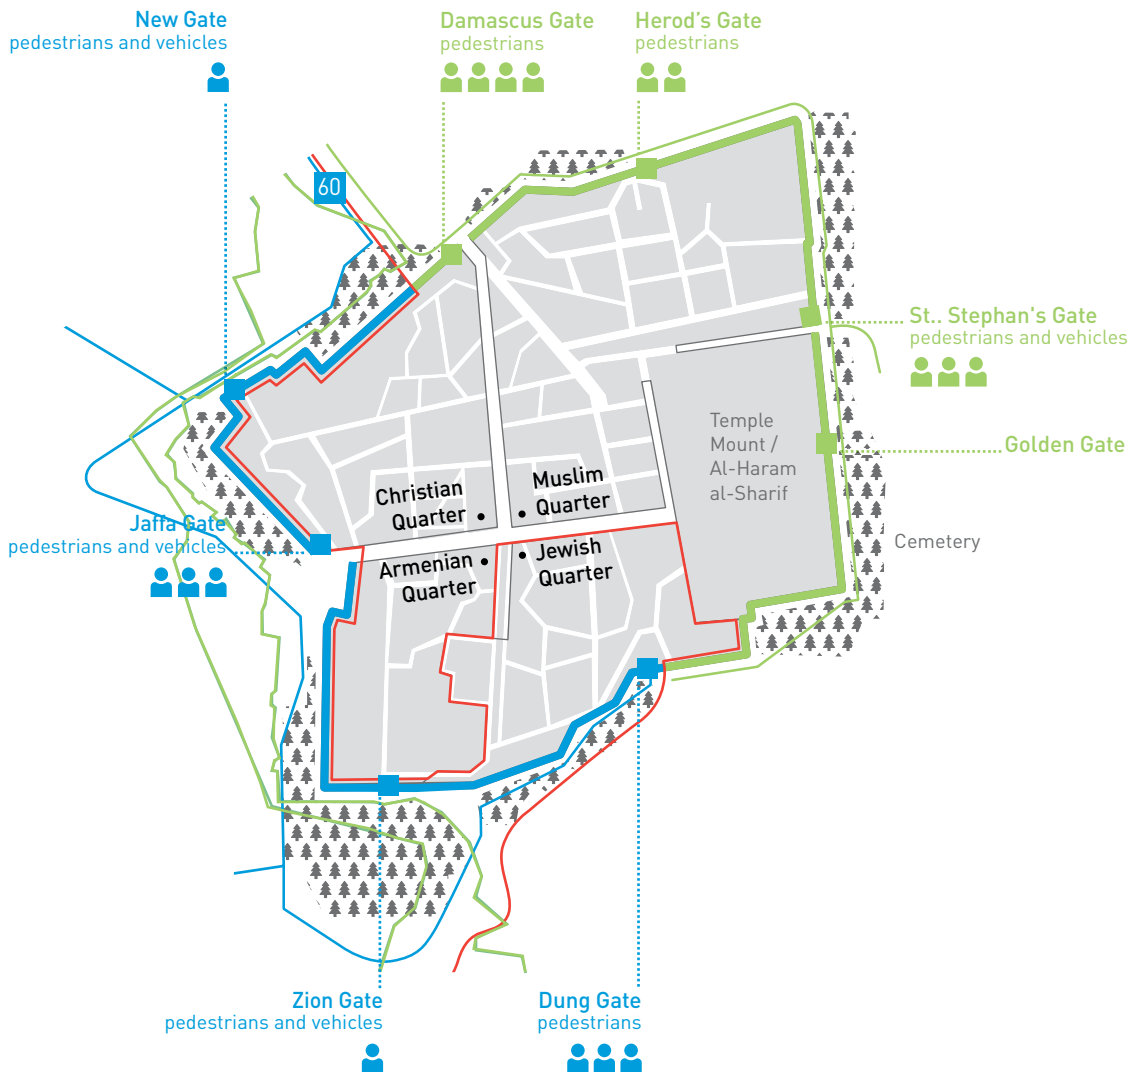 New Gate
pedestrians and vehicles
Damascus Gate
pedestrians
Herod's Gate
pedestrians
60
St.. Stephan's Gate
pedestrians and vehicles
Golden Gate
Temple
Mount /
Al-Haram
al-Sharif
Christian
Quarter
Muslim
Quarter
Jaffa Gate
pedestrians and vehicles
Armenian
Quarter
Jewish
Quarter
Cemetery
Zion Gate
pedestrians and vehicles
Dung Gate
pedestrians